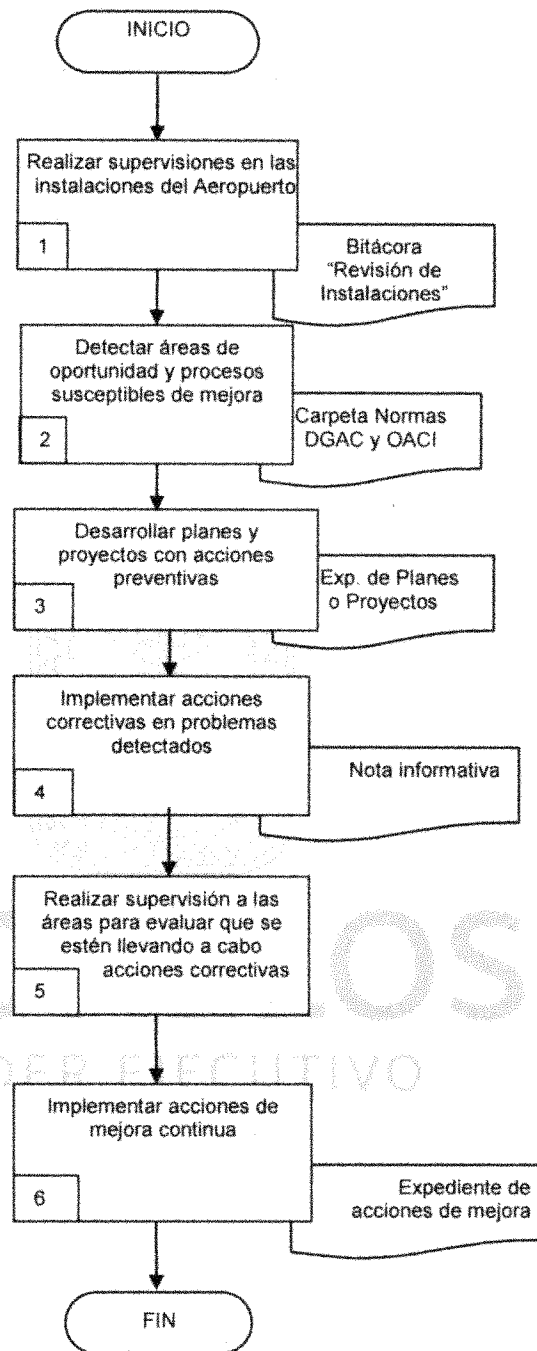 INICIO
Realizar supervisiones en las
instalaciones del Aeropuerto
1
Bitácora
"Revisión de
Instalaciones"
Detectar áreas de
oportunidad y procesos
susceptibles de mejora
2
Carpeta Normas
DGAC y OACI
Desarrollar planes y
proyectos con acciones
preventivas
3
Exp. de Planes
o Proyectos
Implementar acciones
correctivas en problemas
detectados
4
Nota informativa
Realizar supervisión a las
áreas para evaluar que se
estén llevando a cabo
acciones correctivas
5
LOS
DER EJECUTIVO
Implementar acciones de
mejora continua
6
Expediente de
acciones de mejora
FIN